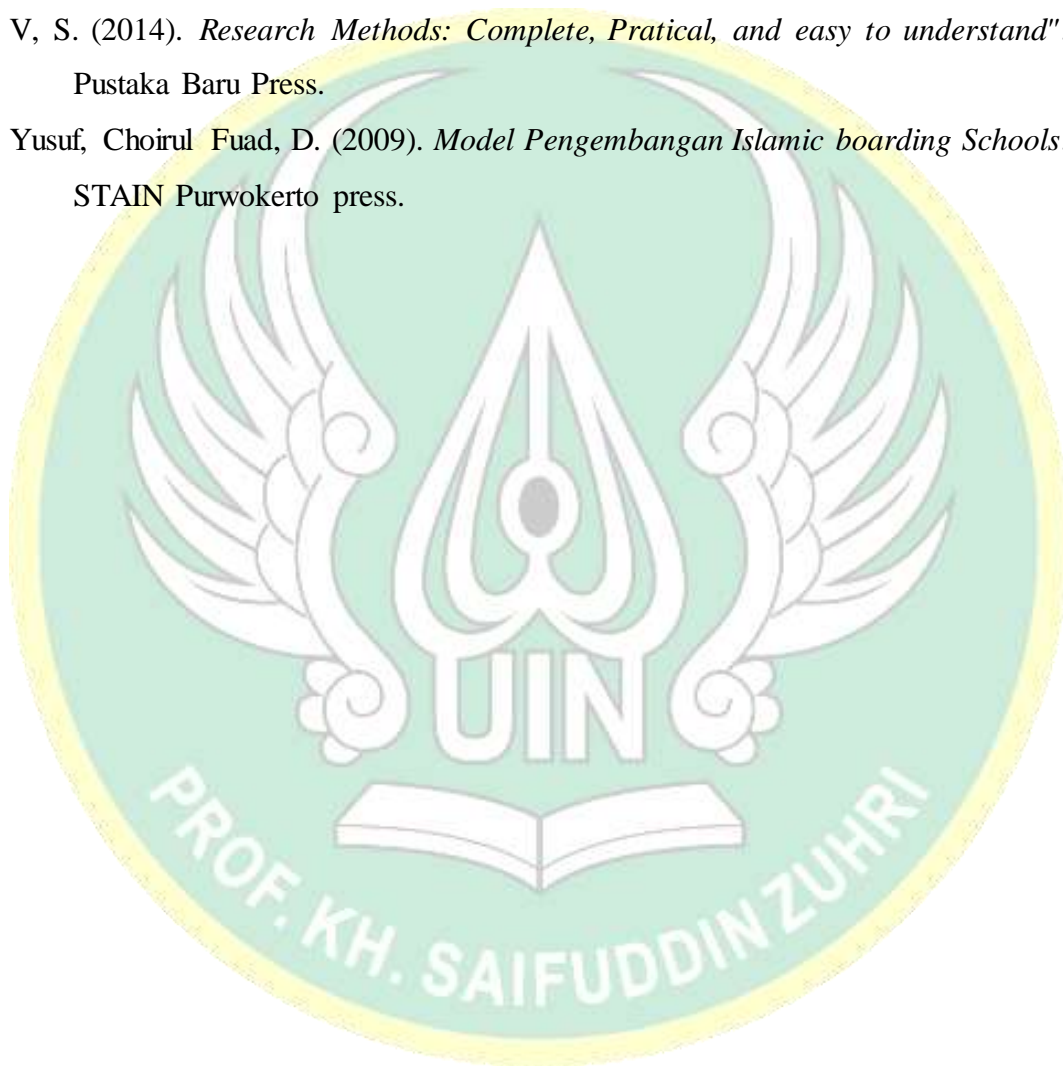 V, S. (2014). Research Methods: Complete, Pratical, and easy to understand".
Pustaka Baru Press.
Yusuf, Choirul Fuad, D. (2009). Model Pengembangan Islamic boarding Schools.
STAIN Purwokerto press.
UIN
PROF. KH. SAIFUDDIN ZUHRI